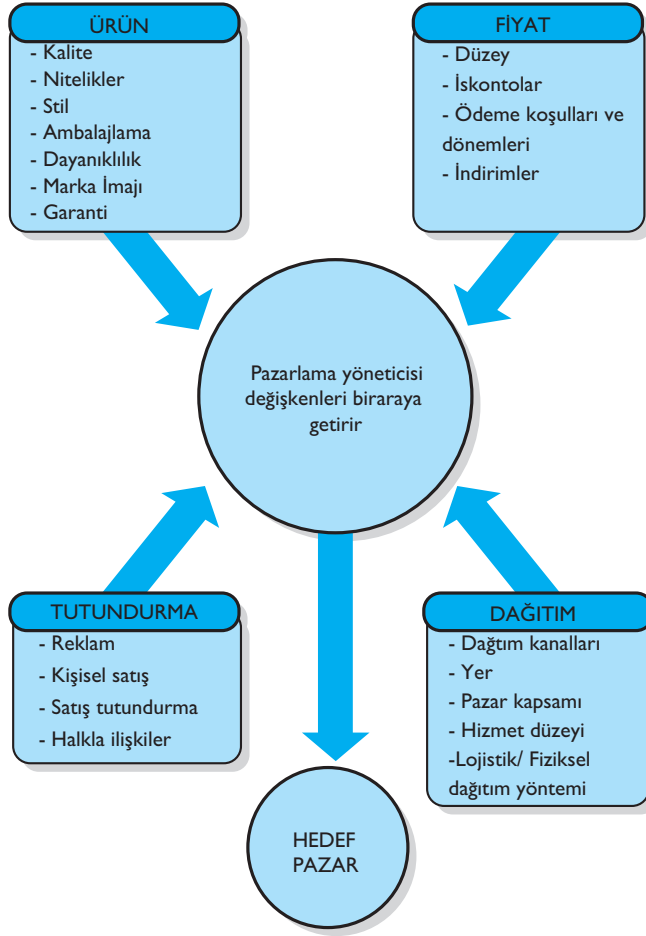 ÜRÜN
- Kalite
- Nitelikler
- Stil
- Ambalajlama
- Dayanıklılık
- Marka İmajı
- Garanti
FİYAT
- Düzey
- İskontolar
- Ödeme koşulları ve
dönemleri
- İndirimler
Pazarlama yöneticisi
değişkenleri biraraya
getirir
TUTUNDURMA
- Reklam
- Kişisel satış
- Satış tutundurma
- Halkla ilişkiler
DAĞITIM
- Dağtım kanalları
- Yer
- Pazar kapsamı
- Hizmet düzeyi
-Lojistik/ Fiziksel
dağıtım yöntemi
HEDEF
PAZAR